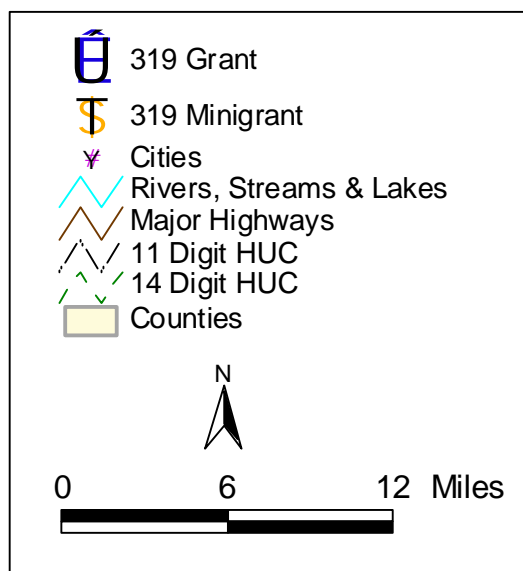 319 Grant
319 Minigrant
Cities
Rivers, Streams & Lakes
Major Highways
11 Digit HUC
14 Digit HUC
Counties
N
0 6 12 Miles